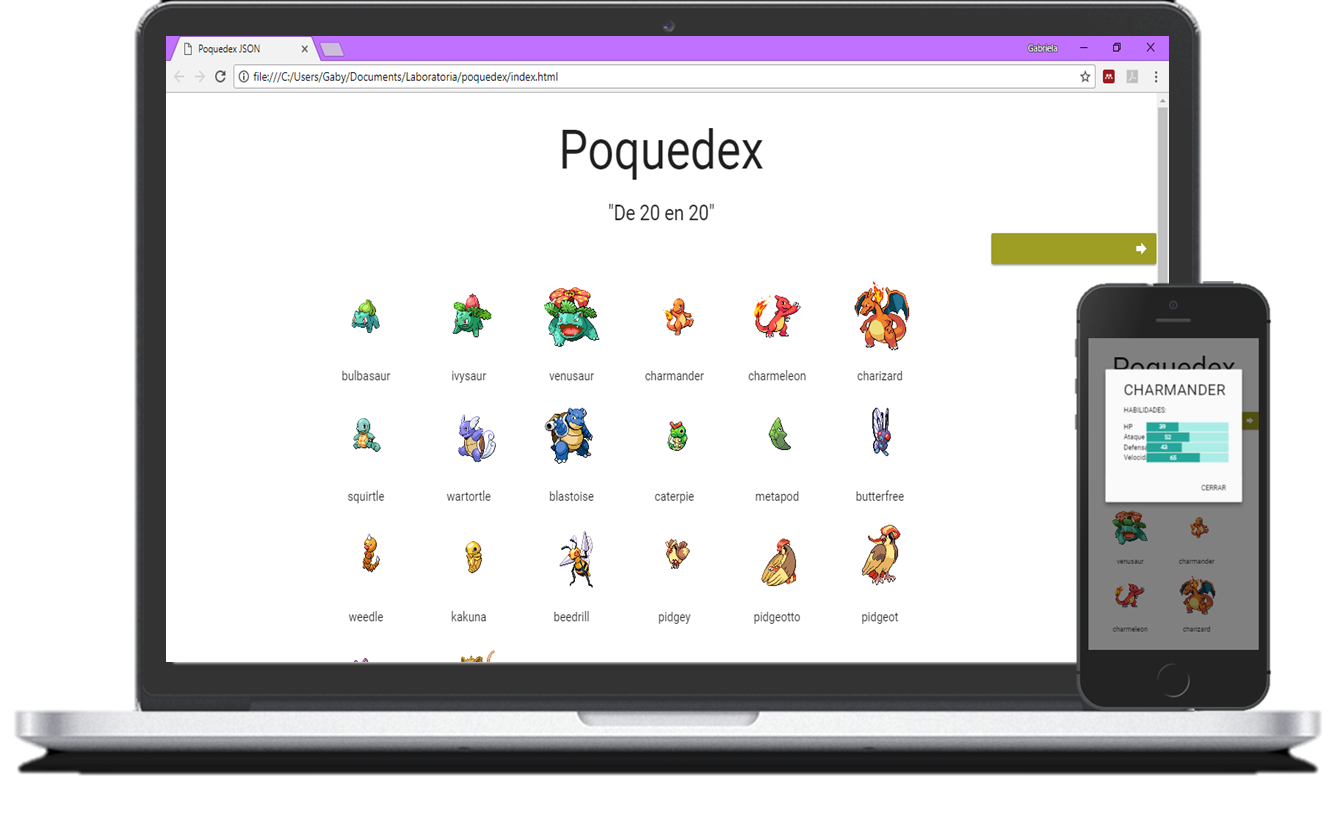 Poquedex JSON
Gabriela
file:///C:/Users/Gaby/Documents/Laboratoria/poquedex/index.html
Poquedex
"De 20 en 20"
bulbasaur ivysaur venusaur charmander charmeleon charizard
squirtle wartortle blastoise caterpie metapod butterfree
weedle kakuna beedrill pidgey pidgeotto pidgeot
Poquedex
CHARMANDER
HABILIDADES:
HP 39
Ataque 52
Defensa 43
Velocid 65
CERRAR
venusaur charmander
charmeleon charizard